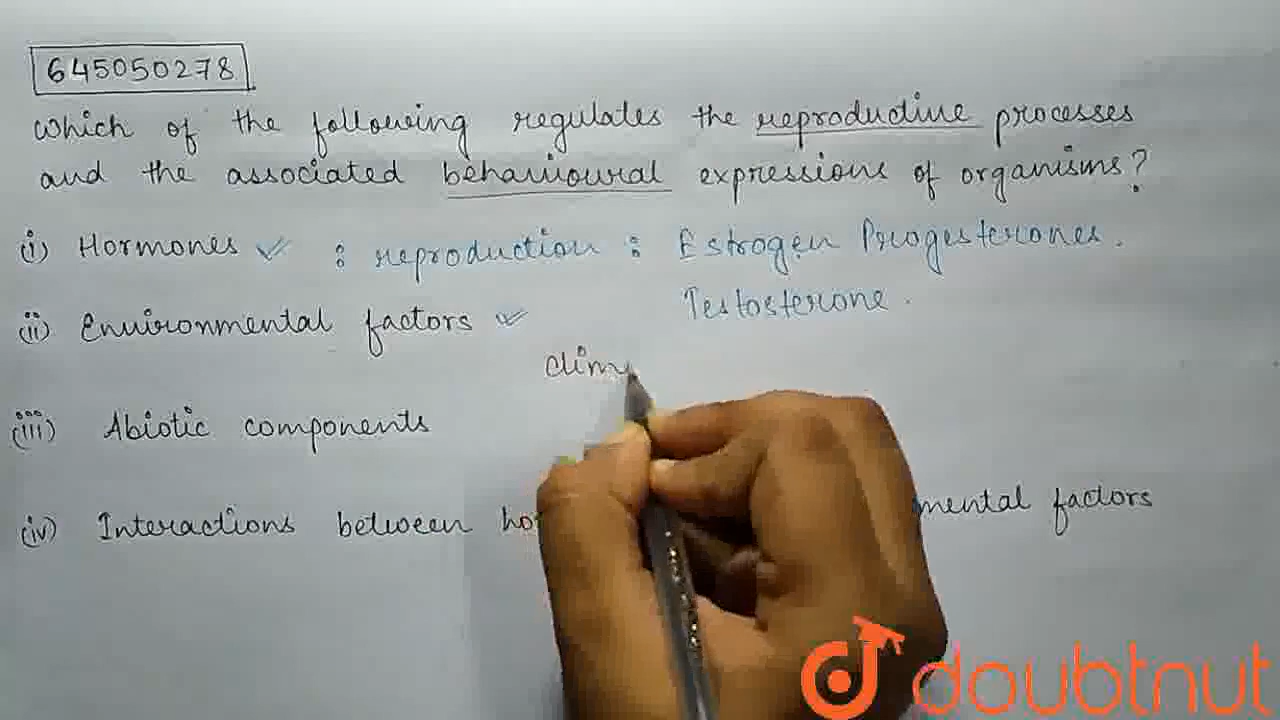 645050278
Which of the following regulates the reproductive processes
and the associated behavioural expressions of organisms?
(i) Hormones ✓ : reproduction : Estrogen Progesterones.
Testosterone.
(ii) Environmental factors ✓
clim
(iii) Abiotic components
(iv) Interactions between ho mental factors
doubtnut